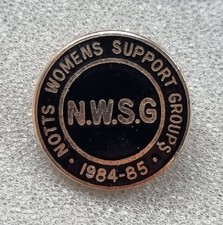 NOTTS WOMENS SUPPORT GROUPS
N.W.S.G
1984-85